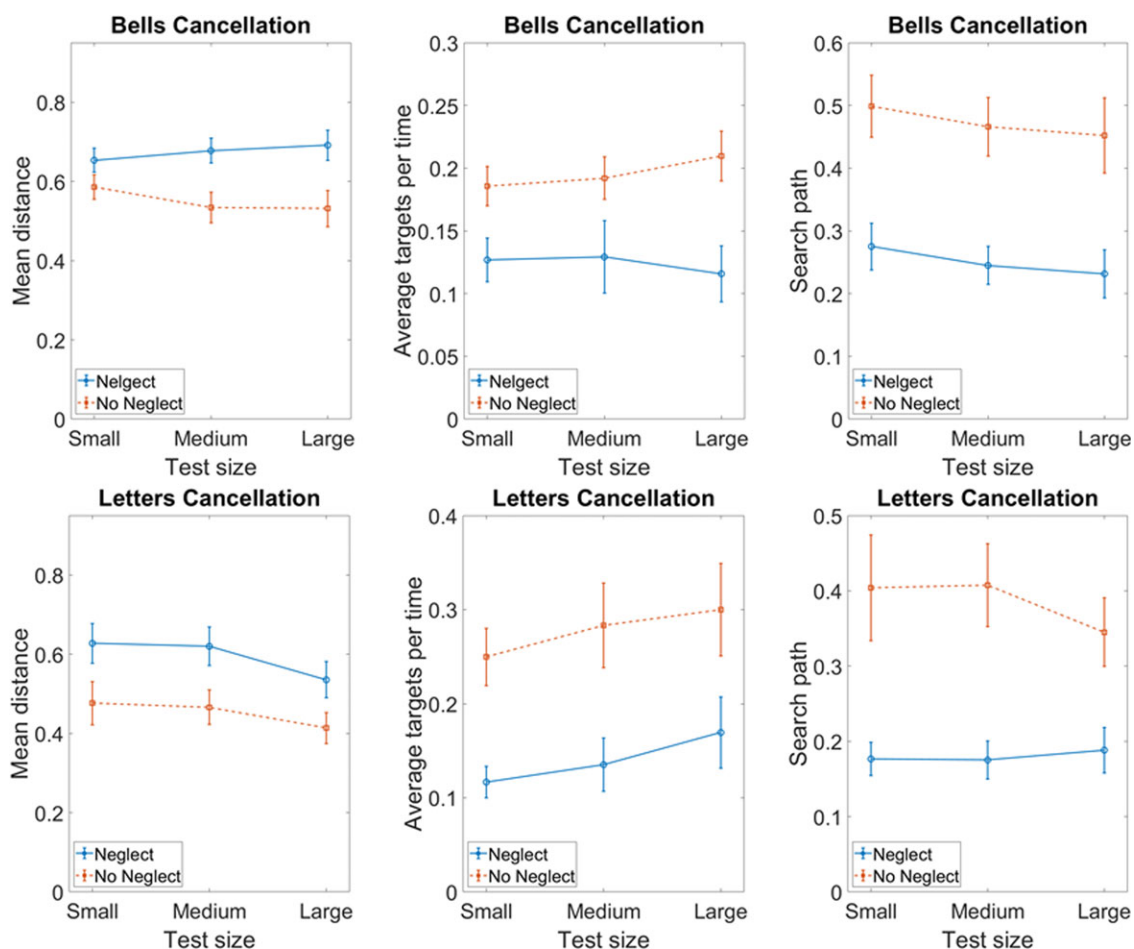 Bells Cancellation
Mean distance
0.8
0.6
0.4
0.2
0
Nelgect
No Neglect
Small Medium Large
Test size
Bells Cancellation
Average targets per time
0.3
0.25
0.2
0.15
0.1
0.05
0
Nelgect
No Neglect
Small Medium Large
Test size
Bells Cancellation
Search path
0.6
0.5
0.4
0.3
0.2
0.1
0
Nelgect
No Neglect
Small Medium Large
Test size
Letters Cancellation
Mean distance
0.8
0.6
0.4
0.2
0
Neglect
No Neglect
Small Medium Large
Test size
Letters Cancellation
Average targets per time
0.4
0.3
0.2
0.1
0
Neglect
No Neglect
Small Medium Large
Test size
Letters Cancellation
Search path
0.5
0.4
0.3
0.2
0.1
0
Neglect
No Neglect
Small Medium Large
Test size